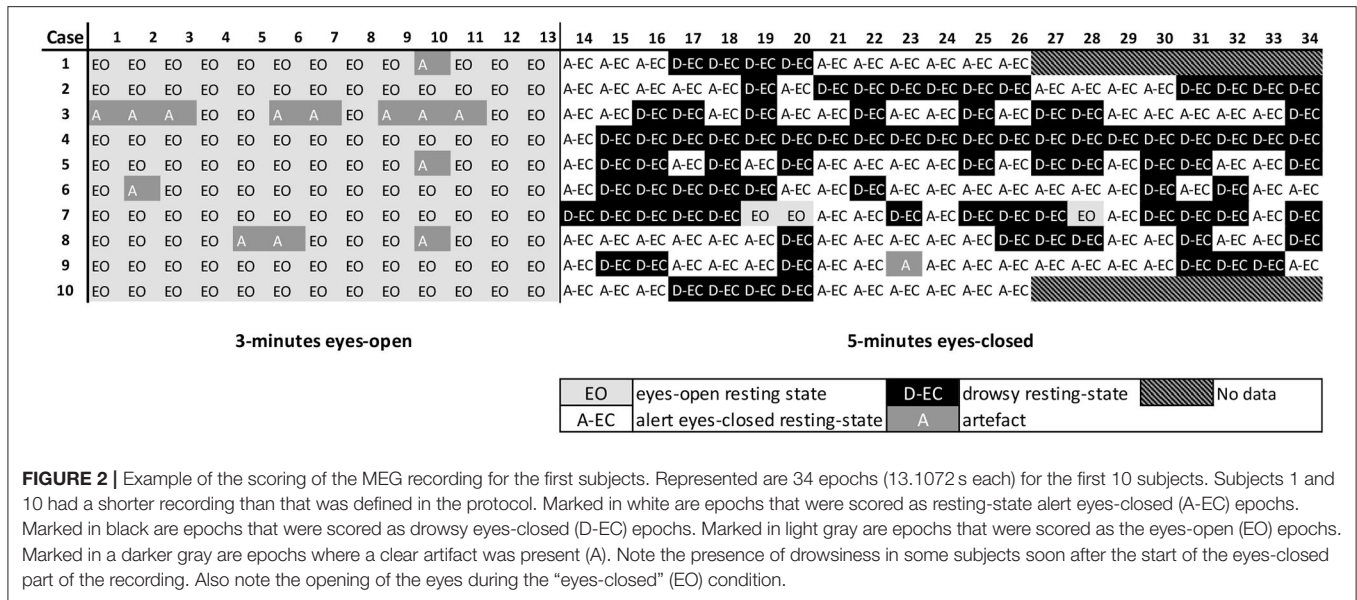 Case 1 2 3 4 5 6 7 8 9 10 11 12 13 14 15 16 17 18 19 20 21 22 23 24 25 26 27 28 29 30 31 32 33 34
1 EO EO EO EO EO EO EO EO EO A EO EO EO A-EC A-EC A-EC D-EC D-EC D-EC D-EC A-EC A-EC A-EC A-EC A-EC A-EC
2 EO EO EO EO EO EO EO EO EO EO EO EO EO A-EC A-EC A-EC A-EC A-EC D-EC A-EC D-EC D-EC D-EC D-EC D-EC D-EC A-EC A-EC A-EC A-EC D-EC D-EC D-EC D-EC
3 A A A EO EO A A EO A A A EO EO A-EC A-EC D-EC D-EC A-EC D-EC A-EC A-EC D-EC A-EC A-EC D-EC A-EC D-EC D-EC A-EC A-EC A-EC A-EC A-EC D-EC
4 EO EO EO EO EO EO EO EO EO EO EO EO EO A-EC D-EC D-EC D-EC D-EC D-EC D-EC D-EC D-EC D-EC D-EC D-EC D-EC D-EC D-EC D-EC D-EC D-EC D-EC D-EC D-EC
5 EO EO EO EO EO EO EO EO EO A EO EO EO A-EC D-EC D-EC A-EC D-EC A-EC D-EC D-EC A-EC A-EC A-EC D-EC A-EC D-EC D-EC A-EC D-EC D-EC A-EC A-EC D-EC
6 EO A EO EO EO EO EO EO EO EO EO EO EO A-EC D-EC D-EC D-EC D-EC D-EC A-EC A-EC D-EC A-EC A-EC A-EC A-EC A-EC A-EC A-EC D-EC A-EC D-EC A-EC A-EC
7 EO EO EO EO EO EO EO EO EO EO EO EO EO D-EC D-EC D-EC D-EC D-EC EO EO A-EC A-EC D-EC A-EC D-EC D-EC D-EC EO A-EC D-EC D-EC D-EC A-EC D-EC
8 EO EO EO EO A A EO EO EO A EO EO EO A-EC A-EC A-EC A-EC A-EC A-EC D-EC A-EC A-EC A-EC A-EC A-EC D-EC D-EC D-EC A-EC A-EC D-EC A-EC A-EC D-EC
9 EO EO EO EO EO EO EO EO EO EO EO EO EO A-EC D-EC D-EC A-EC A-EC A-EC D-EC A-EC A-EC A A-EC A-EC A-EC A-EC A-EC A-EC A-EC D-EC D-EC D-EC A-EC
10 EO EO EO EO EO EO EO EO EO EO EO EO EO A-EC A-EC A-EC D-EC D-EC D-EC D-EC A-EC A-EC A-EC A-EC A-EC A-EC
3-minutes eyes-open 5-minutes eyes-closed
EO eyes-open resting state D-EC drowsy resting-state No data
A-EC alert eyes-closed resting-state A artefact
FIGURE 2 | Example of the scoring of the MEG recording for the first subjects. Represented are 34 epochs (13.1072 s each) for the first 10 subjects. Subjects 1 and
10 had a shorter recording than that was defined in the protocol. Marked in white are epochs that were scored as resting-state alert eyes-closed (A-EC) epochs.
Marked in black are epochs that were scored as drowsy eyes-closed (D-EC) epochs. Marked in light gray are epochs that were scored as the eyes-open (EO) epochs.
Marked in a darker gray are epochs where a clear artifact was present (A). Note the presence of drowsiness in some subjects soon after the start of the eyes-closed
part of the recording. Also note the opening of the eyes during the “eyes-closed” (EO) condition.